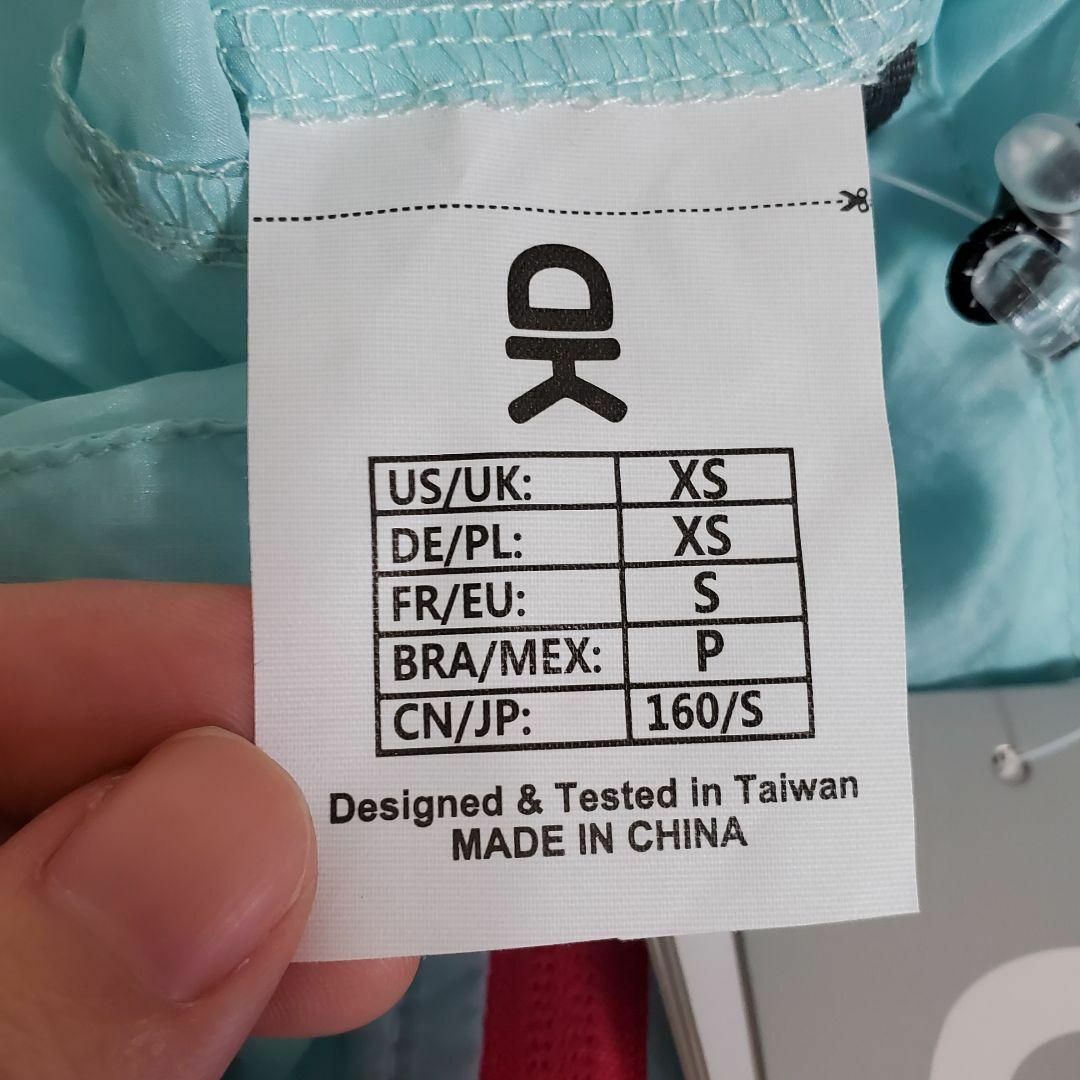 DK
US/UK: XS
DE/PL: XS
FR/EU: S
BRA/MEX: P
CN/JP: 160/S
Designed & Tested in Taiwan
MADE IN CHINA